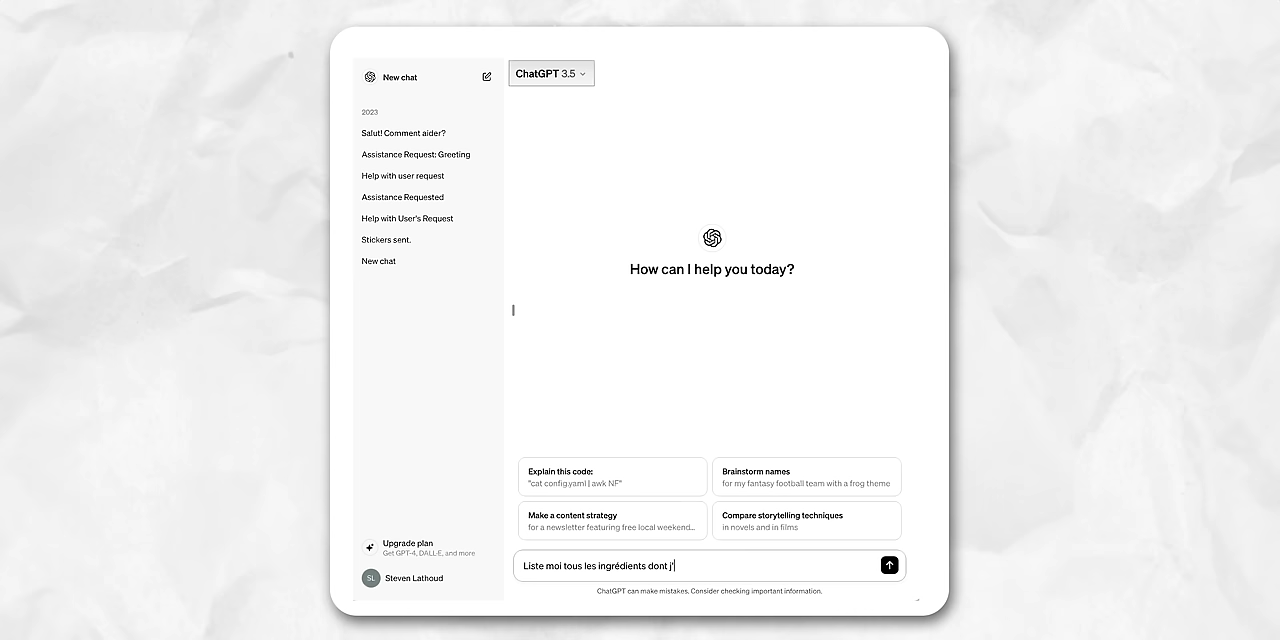 New chat
2023
Salut! Comment aider?
Assistance Request: Greeting
Help with user request
Assistance Requested
Help with User's Request
Stickers sent.
New chat
Upgrade plan
Get GPT-4, DALL·E, and more
SL
Steven Lathoud
ChatGPT 3.5
How can I help you today?
Explain this code:
"cat config.yaml | awk NF"
Brainstorm names
for my fantasy football team with a frog theme
Make a content strategy
for a newsletter featuring free local weekend...
Compare storytelling techniques
in novels and in films
Liste moi tous les ingrédients dont j'
ChatGPT can make mistakes. Consider checking important information.